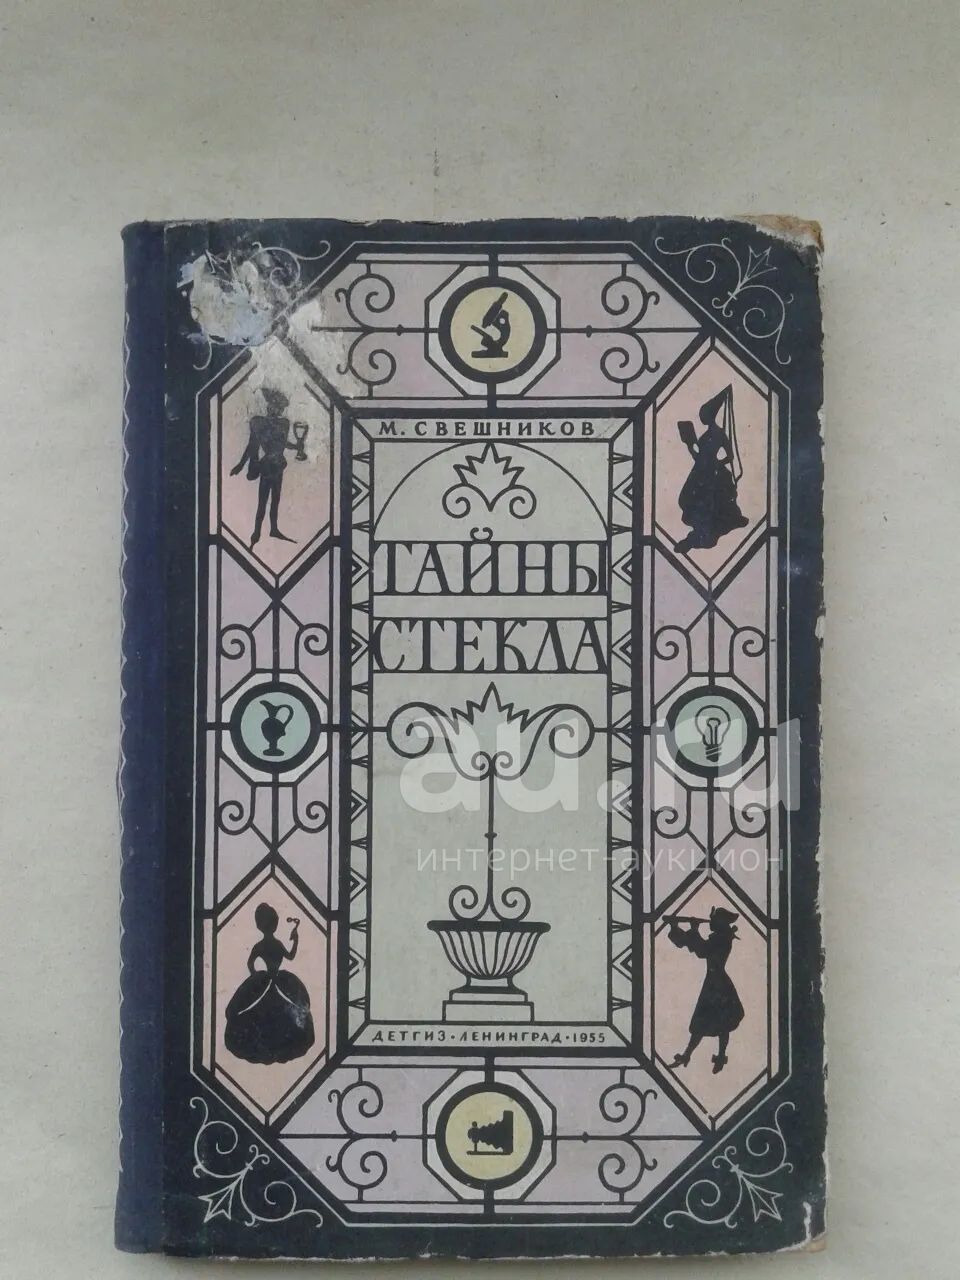 М. СВЕШНИКОВ
ТАЙНЫ
СТЕКЛА
au.ru
интернет-аукцион
ДЕТГИЗ · ЛЕНИНГРАД · 1955